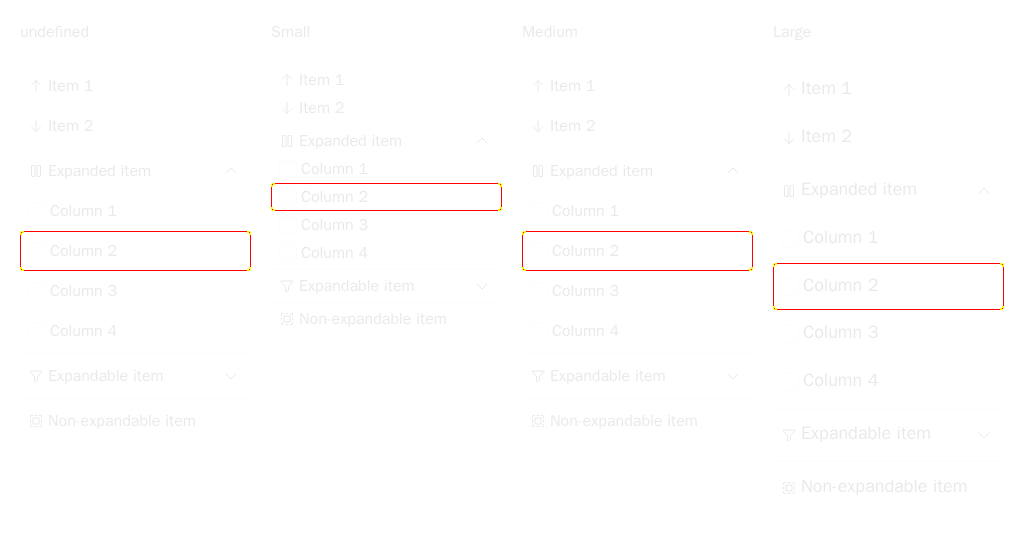 undefined
Item 1
Item 2
Expanded item
Column 1
Column 2
Column 3
Column 4
Expandable item
Non-expandable item
Small
Item 1
Item 2
Expanded item
Column 1
Column 2
Column 3
Column 4
Expandable item
Non-expandable item
Medium
Item 1
Item 2
Expanded item
Column 1
Column 2
Column 3
Column 4
Expandable item
Non-expandable item
Large
Item 1
Item 2
Expanded item
Column 1
Column 2
Column 3
Column 4
Expandable item
Non-expandable item